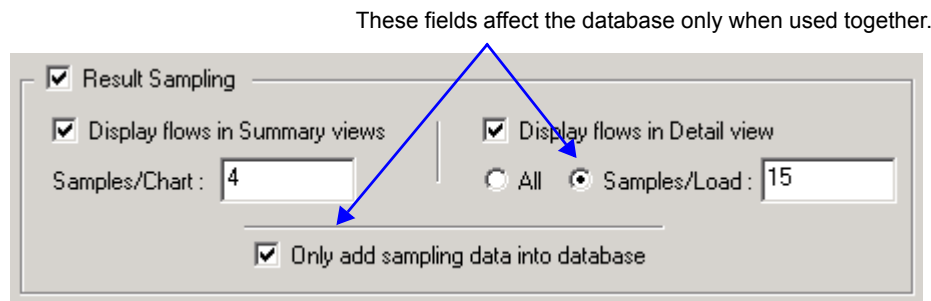 These fields affect the database only when used together.
Result Sampling
Display flows in Summary views
Display flows in Detail view
Samples/Chart : 4
All Samples/Load : 15
Only add sampling data into database